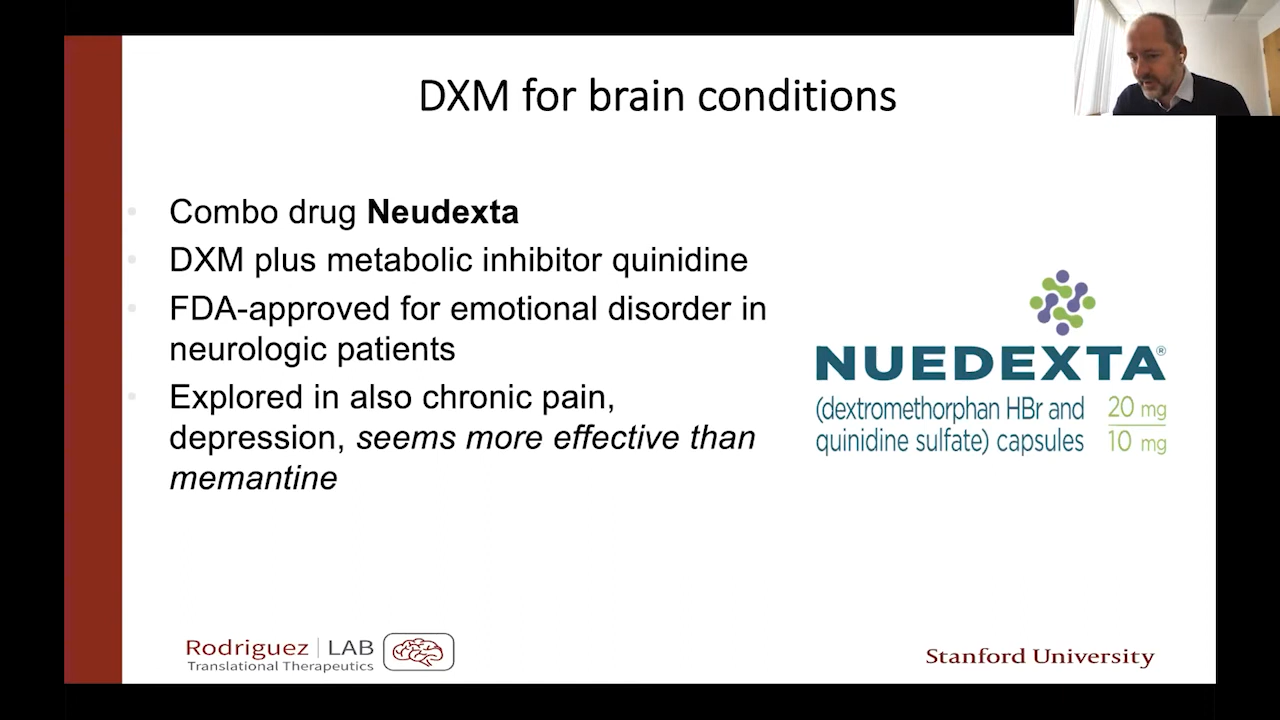 DXM for brain conditions
Combo drug Neudexta
DXM plus metabolic inhibitor quinidine
FDA-approved for emotional disorder in
neurologic patients
Explored in also chronic pain,
depression, seems more effective than
memantine
NUEDEXTA®
(dextromethorphan HBr and
quinidine sulfate) capsules
20 mg
10 mg
Rodriguez | LAB
Translational Therapeutics
Stanford University